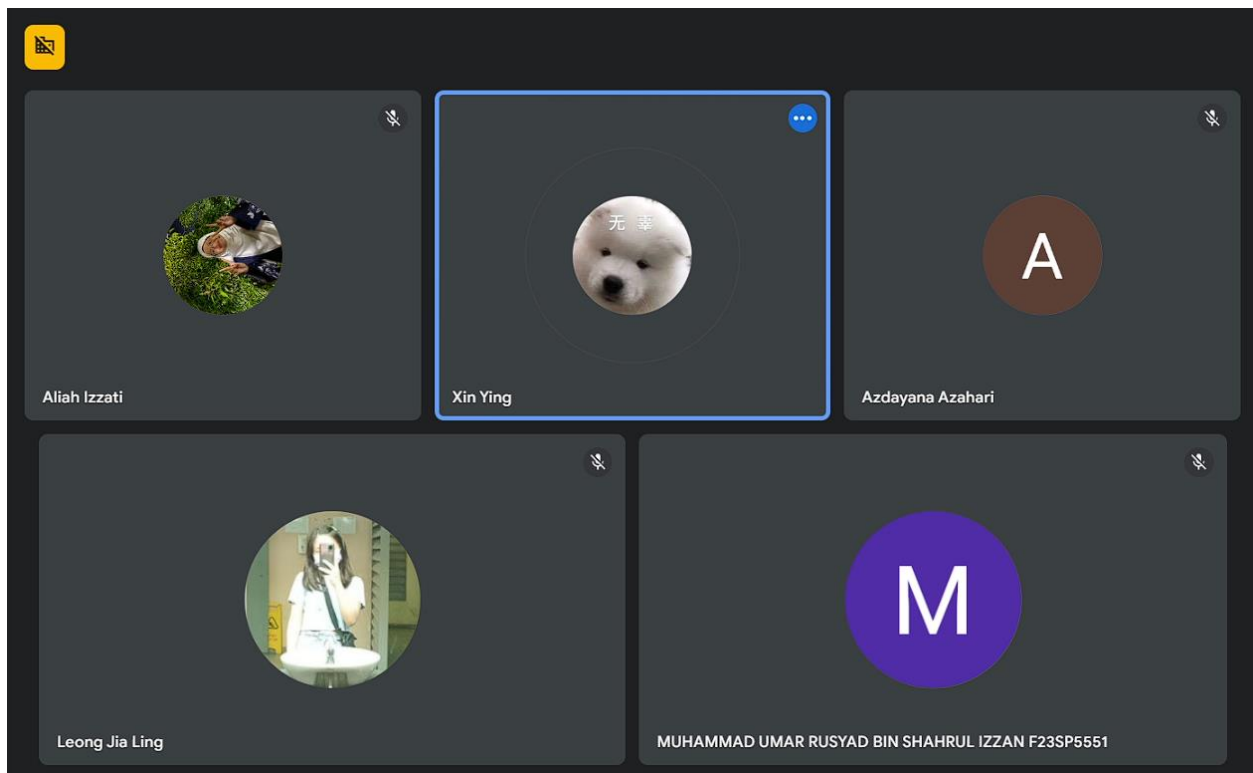 Aliah Izzati
无 辜
Xin Ying
A
Azdayana Azahari
Leong Jia Ling
M
MUHAMMAD UMAR RUSYAD BIN SHAHRUL IZZAN F23SP5551